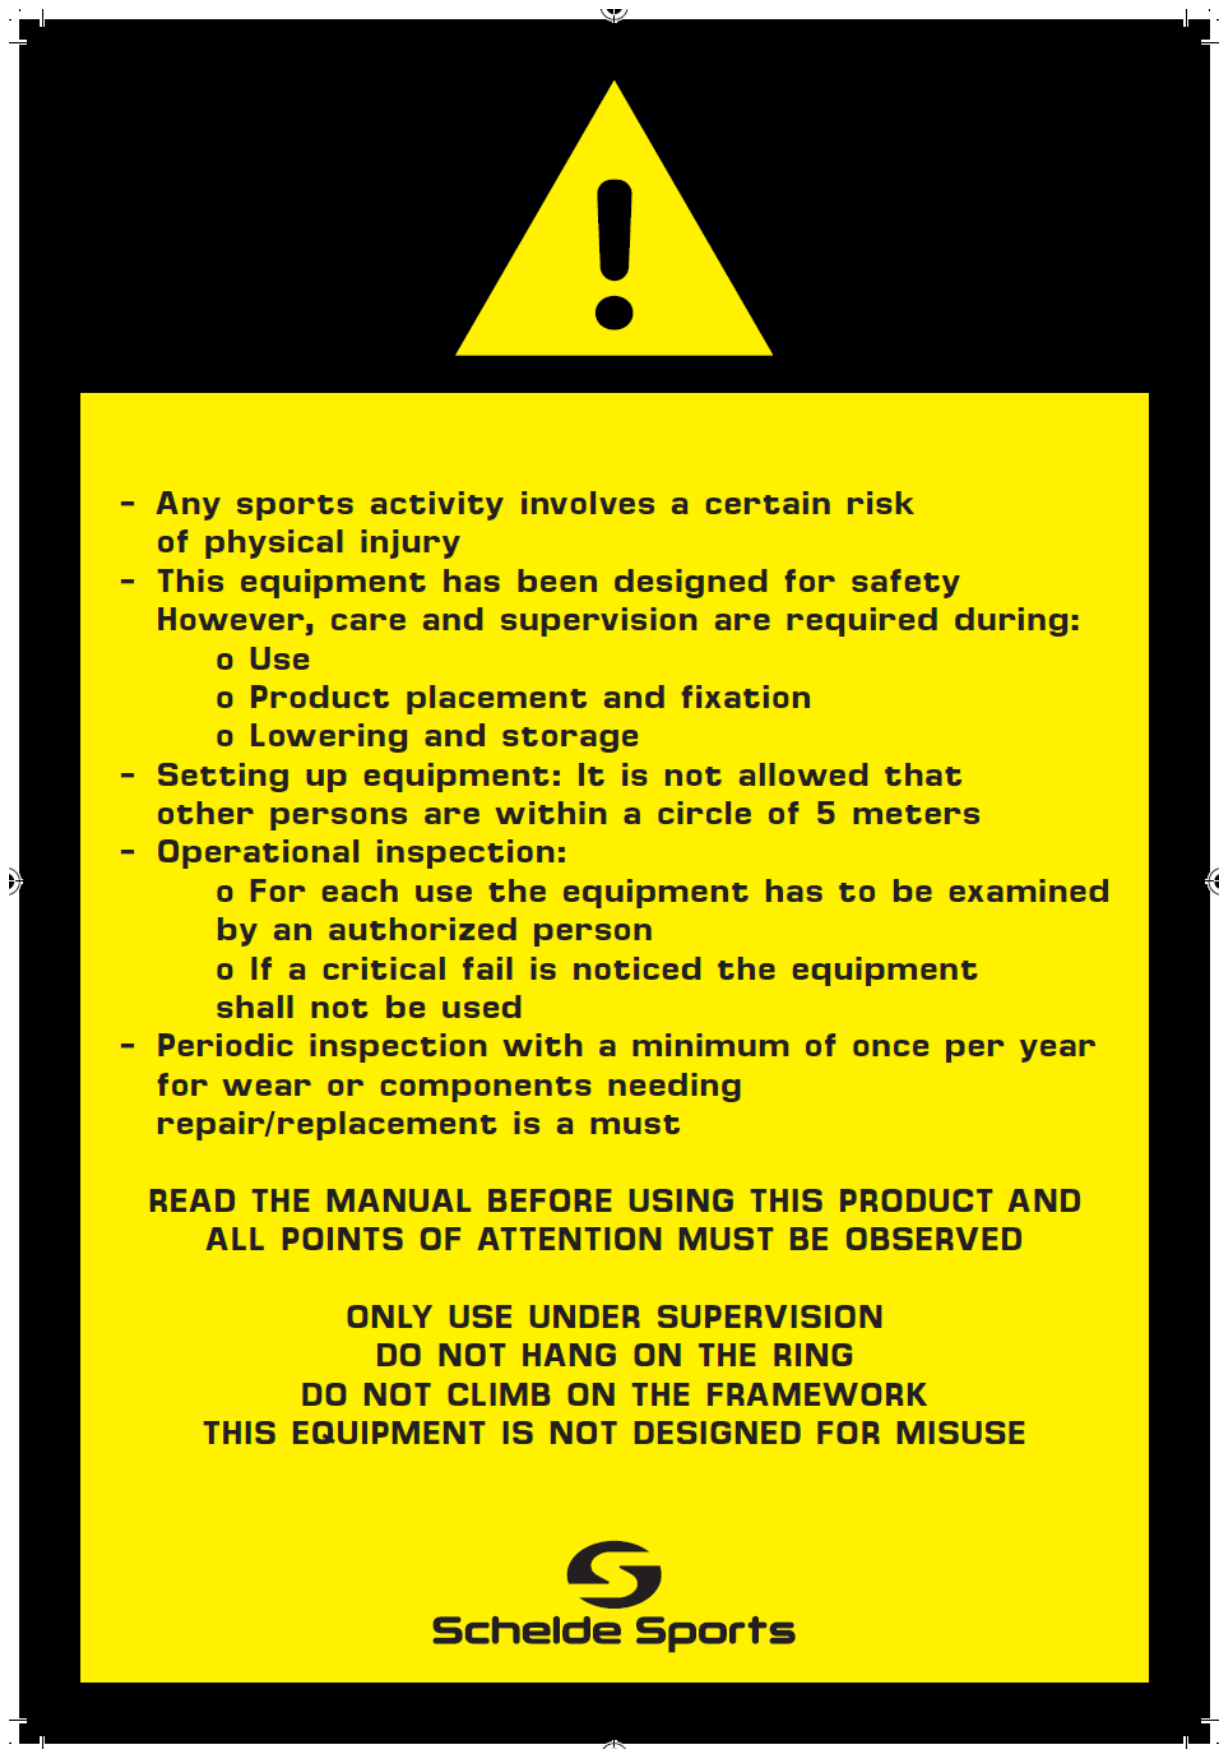 !
- Any sports activity involves a certain risk
of physical injury
- This equipment has been designed for safety
However, care and supervision are required during:
o Use
o Product placement and fixation
o Lowering and storage
- Setting up equipment: It is not allowed that
other persons are within a circle of 5 meters
- Operational inspection:
o For each use the equipment has to be examined
by an authorized person
o If a critical fail is noticed the equipment
shall not be used
- Periodic inspection with a minimum of once per year
for wear or components needing
repair/replacement is a must
READ THE MANUAL BEFORE USING THIS PRODUCT AND
ALL POINTS OF ATTENTION MUST BE OBSERVED
ONLY USE UNDER SUPERVISION
DO NOT HANG ON THE RING
DO NOT CLIMB ON THE FRAMEWORK
THIS EQUIPMENT IS NOT DESIGNED FOR MISUSE
Schelde Sports